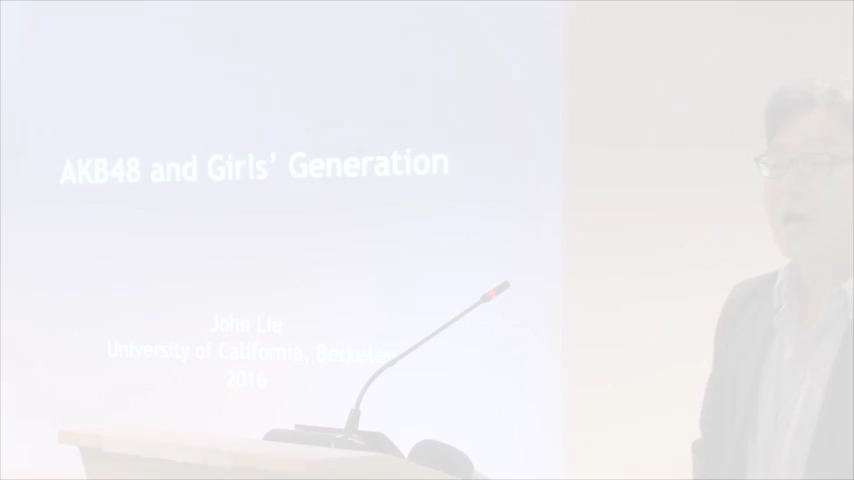 AKB48 and Girls' Generation
John Lie
University of California, Berkeley
2016